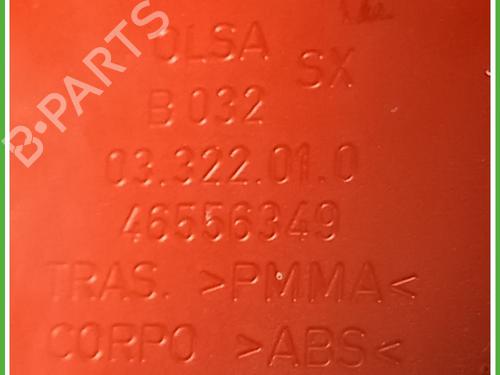 OLSA SX
B 032
03.322.01.0
46556349
TRAS. >PMMA<
CORPO >ABS<
B-PARTS